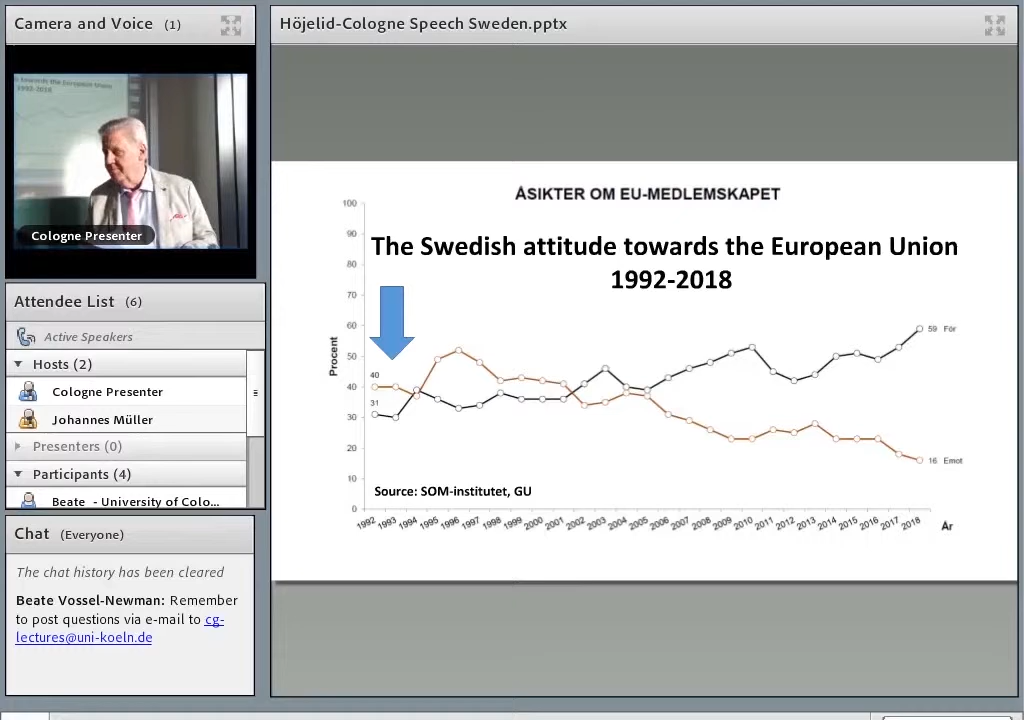 Camera and Voice (1)
Cologne Presenter
Attendee List (6)
Active Speakers
Hosts (2)
Cologne Presenter
Johannes Müller
Presenters (0)
Participants (4)
Beate - University of Colo...
Chat (Everyone)
The chat history has been cleared
Beate Vossel-Newman: Remember
to post questions via e-mail to cg-
lectures@uni-koeln.de
Höjelid-Cologne Speech Sweden.pptx
ÅSIKTER OM EU-MEDLEMSKAPET
The Swedish attitude towards the European Union
1992-2018
Procent
100
90
80
70
60
50
40
30
20
10
0
40
31
59 För
16 Emot
Source: SOM-institutet, GU
1992 1993 1994 1995 1996 1997 1998 1999 2000 2001 2002 2003 2004 2005 2006 2007 2008 2009 2010 2011 2012 2013 2014 2015 2016 2017 2018
År